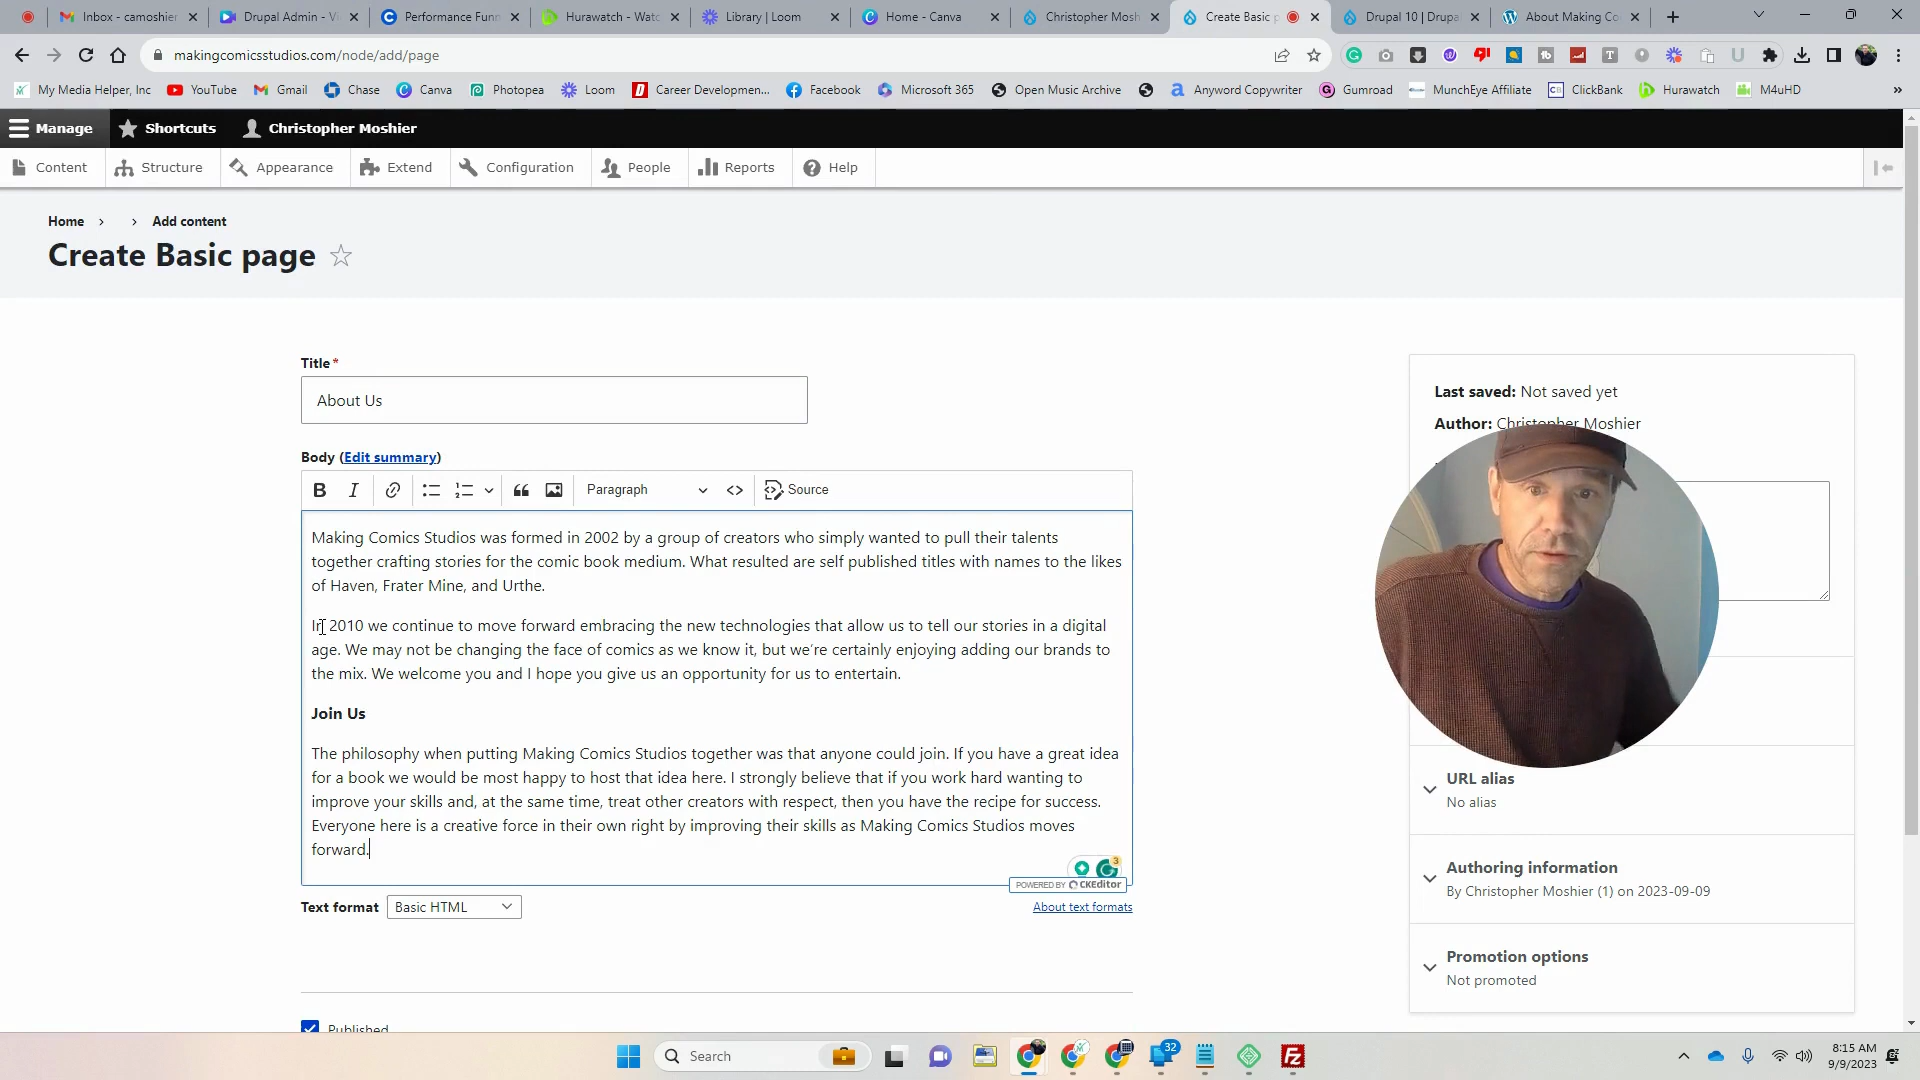 Inbox - camoshier
Drupal Admin - Vi
Performance Funn
Hurawatch - Watc
Library | Loom
Home - Canva
Christopher Mosh
Create Basic p
Drupal 10 | Drupa
About Making Co
makingcomicsstudios.com/node/add/page
My Media Helper, Inc
YouTube
Gmail
Chase
Canva
Photopea
Loom
Career Developmen...
Facebook
Microsoft 365
Open Music Archive
Anyword Copywriter
Gumroad
MunchEye Affiliate
ClickBank
Hurawatch
M4uHD
»
Manage
Shortcuts
Christopher Moshier
Content
Structure
Appearance
Extend
Configuration
People
Reports
Help
Home › › Add content
Create Basic page
Title*
About Us
Body (Edit summary)
B I
Paragraph
Source
Making Comics Studios was formed in 2002 by a group of creators who simply wanted to pull their talents
together crafting stories for the comic book medium. What resulted are self published titles with names to the likes
of Haven, Frater Mine, and Urthe.
In 2010 we continue to move forward embracing the new technologies that allow us to tell our stories in a digital
age. We may not be changing the face of comics as we know it, but we're certainly enjoying adding our brands to
the mix. We welcome you and I hope you give us an opportunity for us to entertain.
Join Us
The philosophy when putting Making Comics Studios together was that anyone could join. If you have a great idea
for a book we would be most happy to host that idea here. I strongly believe that if you work hard wanting to
improve your skills and, at the same time, treat other creators with respect, then you have the recipe for success.
Everyone here is a creative force in their own right by improving their skills as Making Comics Studios moves
forward.
3
POWERED BY CKEditor
Text format
Basic HTML
About text formats
Published
Last saved: Not saved yet
Author: Christopher Moshier
URL alias
No alias
Authoring information
By Christopher Moshier (1) on 2023-09-09
Promotion options
Not promoted
Search
32
8:15 AM
9/9/2023